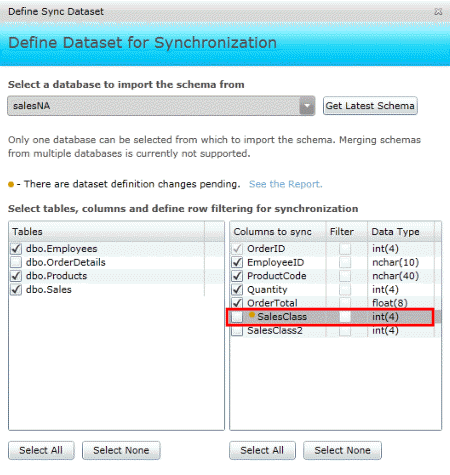 Define Sync Dataset
Define Dataset for Synchronization
Select a database to import the schema from
salesNA
Get Latest Schema
Only one database can be selected from which to import the schema. Merging schemas
from multiple databases is currently not supported.
- There are dataset definition changes pending. See the Report.
Select tables, columns and define row filtering for synchronization
Tables
dbo.Employees
dbo.OrderDetails
dbo.Products
dbo.Sales
Columns to sync Filter Data Type
OrderID int(4)
EmployeeID nchar(10)
ProductCode nchar(40)
Quantity int(4)
OrderTotal float(8)
SalesClass int(4)
SalesClass2 int(4)
Select All Select None Select All Select None